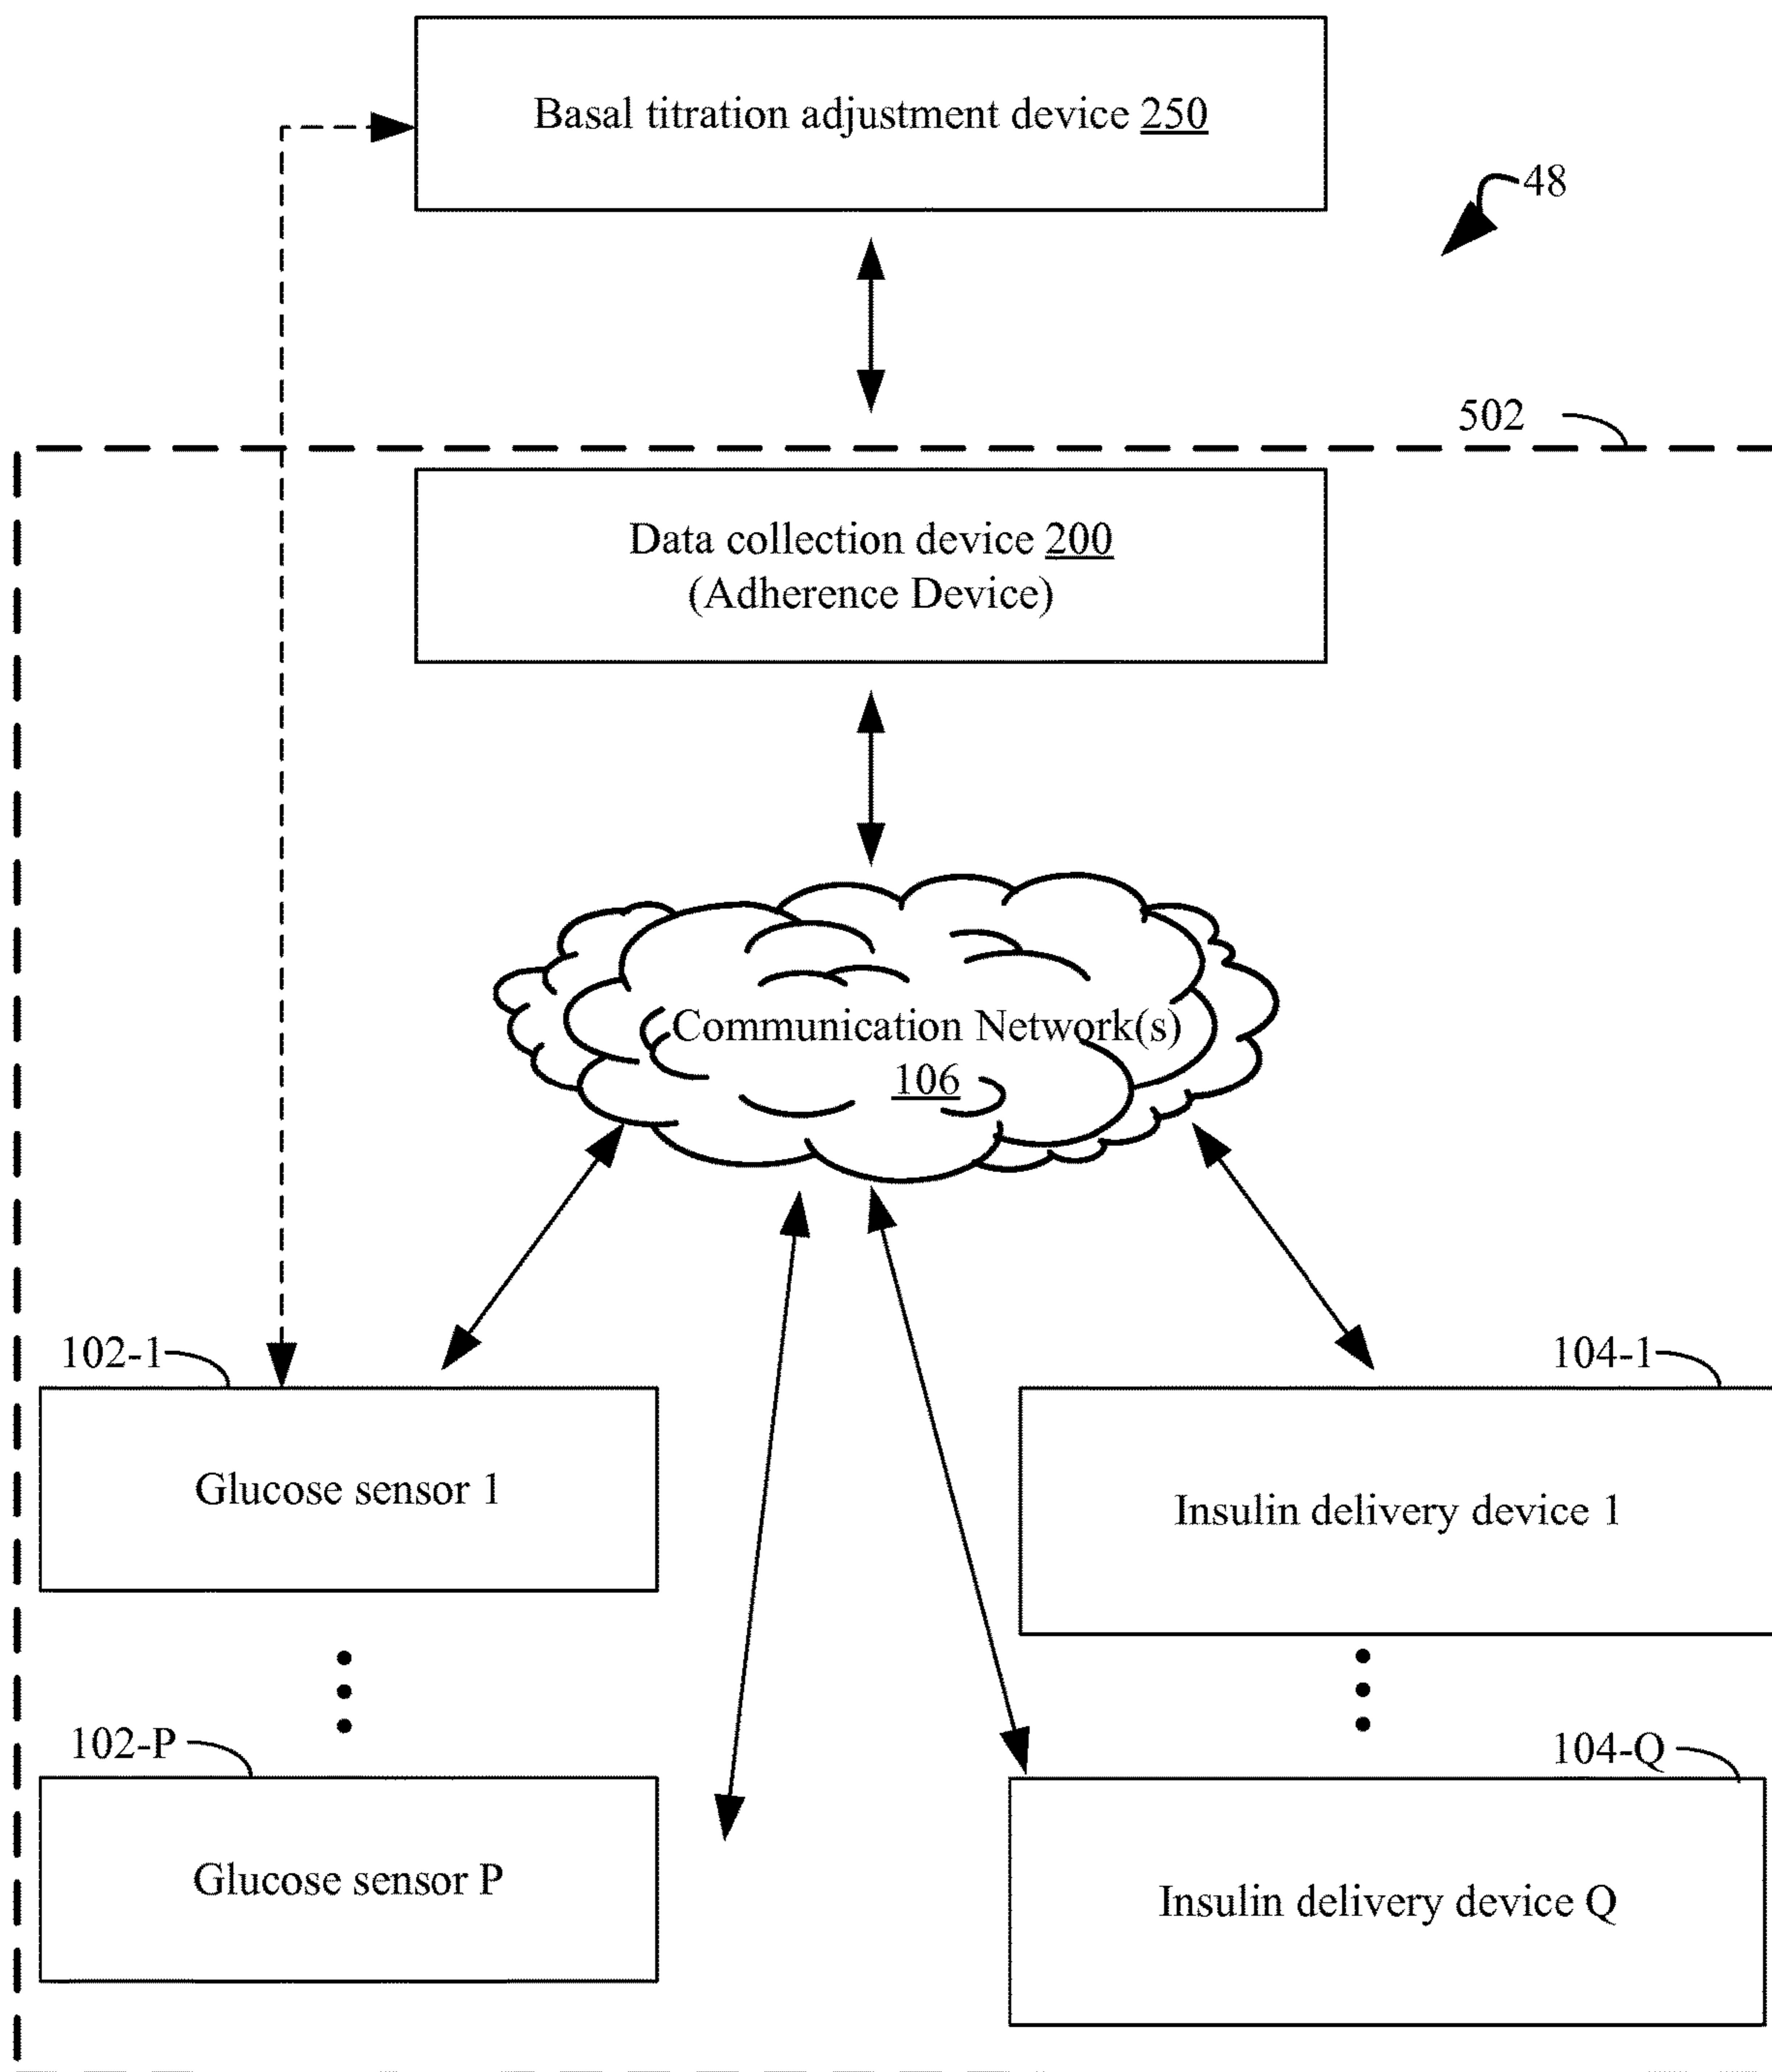 Basal titration adjustment device 250
48
502
Data collection device 200
(Adherence Device)
Communication Network(s)
106
102-1
104-1
Glucose sensor 1
Insulin delivery device 1
102-P
104-Q
Glucose sensor P
Insulin delivery device Q